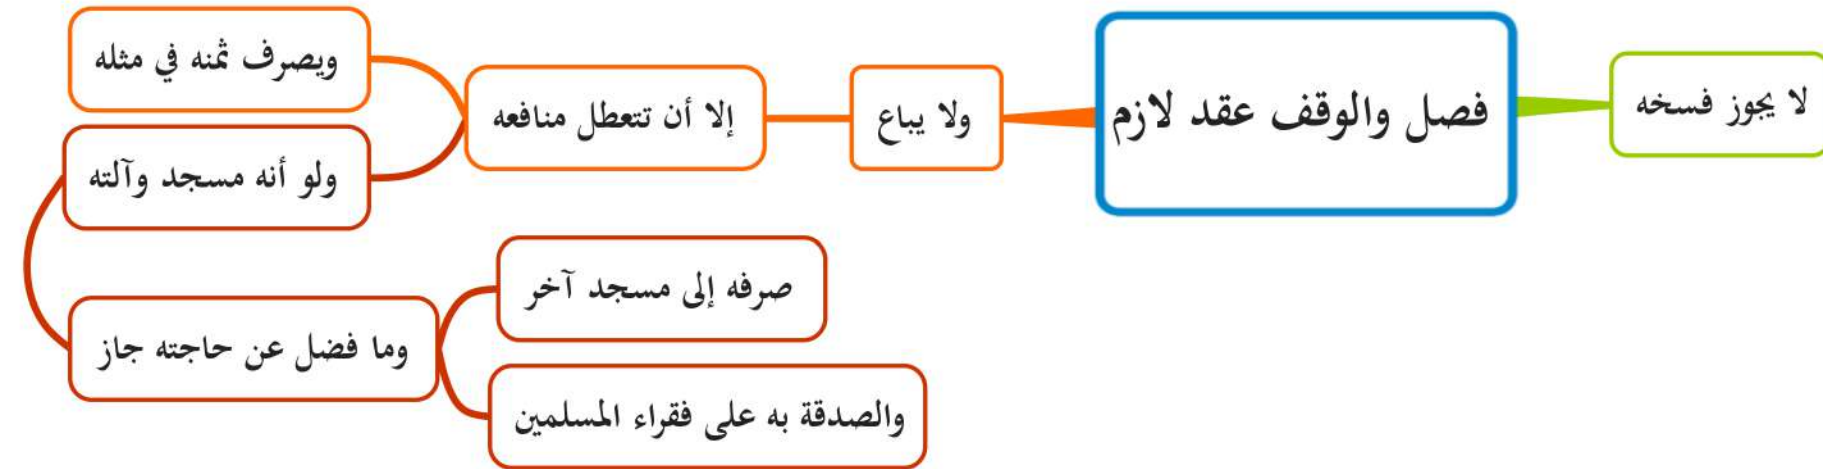 فصل والوقف عقد لازم
لا يجوز فسخه
ولا يباع
إلا أن تتعطل منافعه
ويصرف ثمنه في مثله
ولو أنه مسجد وآلته
وما فضل عن حاجته جاز
صرفه إلى مسجد آخر
والصدقة به على فقراء المسلمين